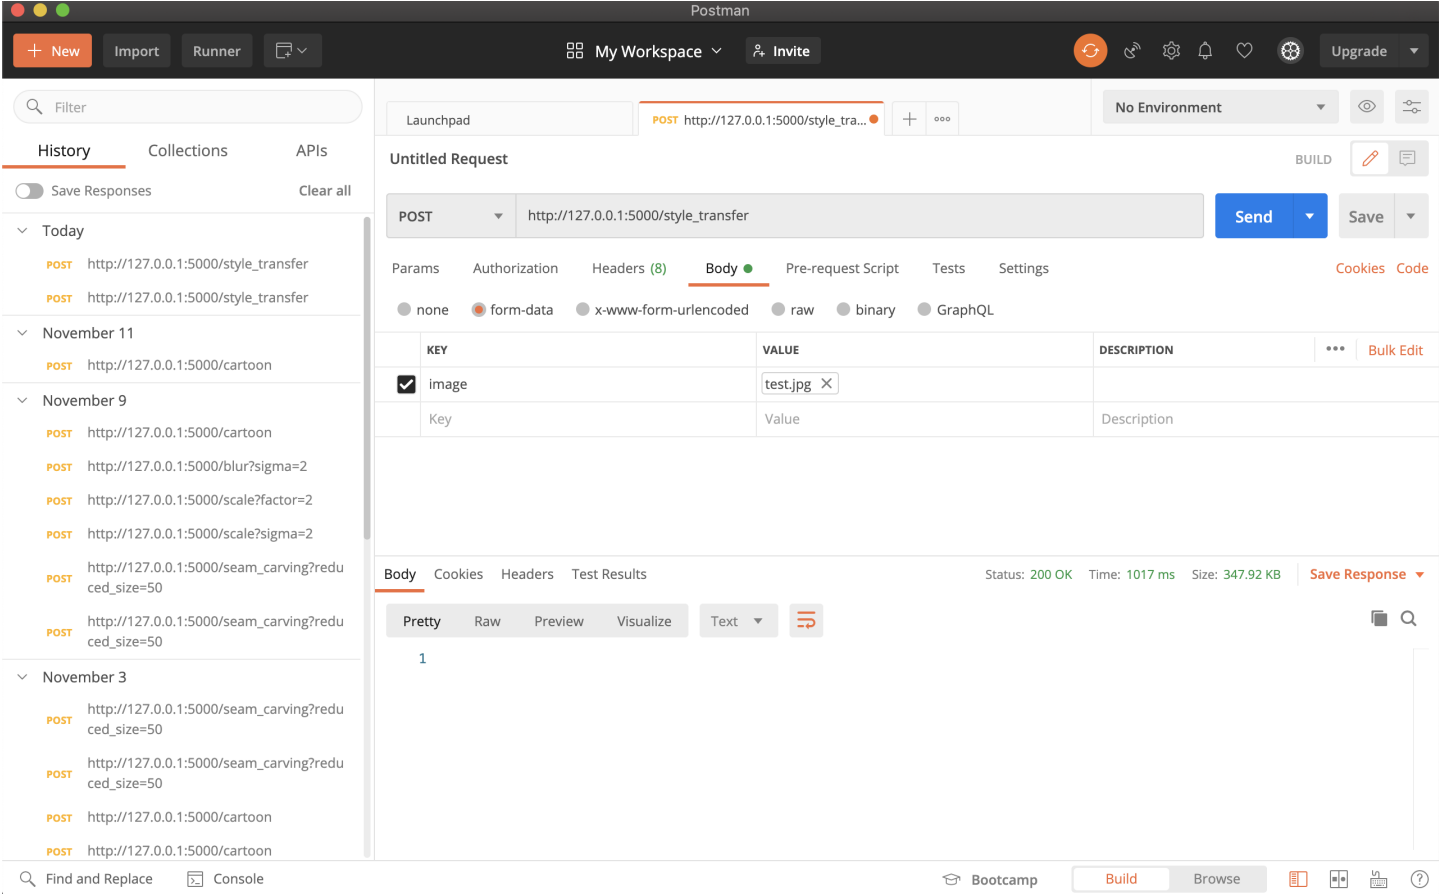 Postman
New Import Runner My Workspace Invite Upgrade
Filter
History Collections APIs
Save Responses Clear all
Today
POST http://127.0.0.1:5000/style_transfer
POST http://127.0.0.1:5000/style_transfer
November 11
POST http://127.0.0.1:5000/cartoon
November 9
POST http://127.0.0.1:5000/cartoon
POST http://127.0.0.1:5000/blur?sigma=2
POST http://127.0.0.1:5000/scale?factor=2
POST http://127.0.0.1:5000/scale?sigma=2
POST http://127.0.0.1:5000/seam_carving?redu
ced_size=50
POST http://127.0.0.1:5000/seam_carving?redu
ced_size=50
November 3
POST http://127.0.0.1:5000/seam_carving?redu
ced_size=50
POST http://127.0.0.1:5000/seam_carving?redu
ced_size=50
POST http://127.0.0.1:5000/cartoon
POST http://127.0.0.1:5000/cartoon
Launchpad POST http://127.0.0.1:5000/style_tra... No Environment
Untitled Request BUILD
POST http://127.0.0.1:5000/style_transfer Send Save
Params Authorization Headers (8) Body Pre-request Script Tests Settings Cookies Code
none form-data x-www-form-urlencoded raw binary GraphQL
KEY VALUE DESCRIPTION Bulk Edit
image test.jpg
Key Value Description
Body Cookies Headers Test Results Status: 200 OK Time: 1017 ms Size: 347.92 KB Save Response
Pretty Raw Preview Visualize Text
1
Find and Replace Console Bootcamp Build Browse